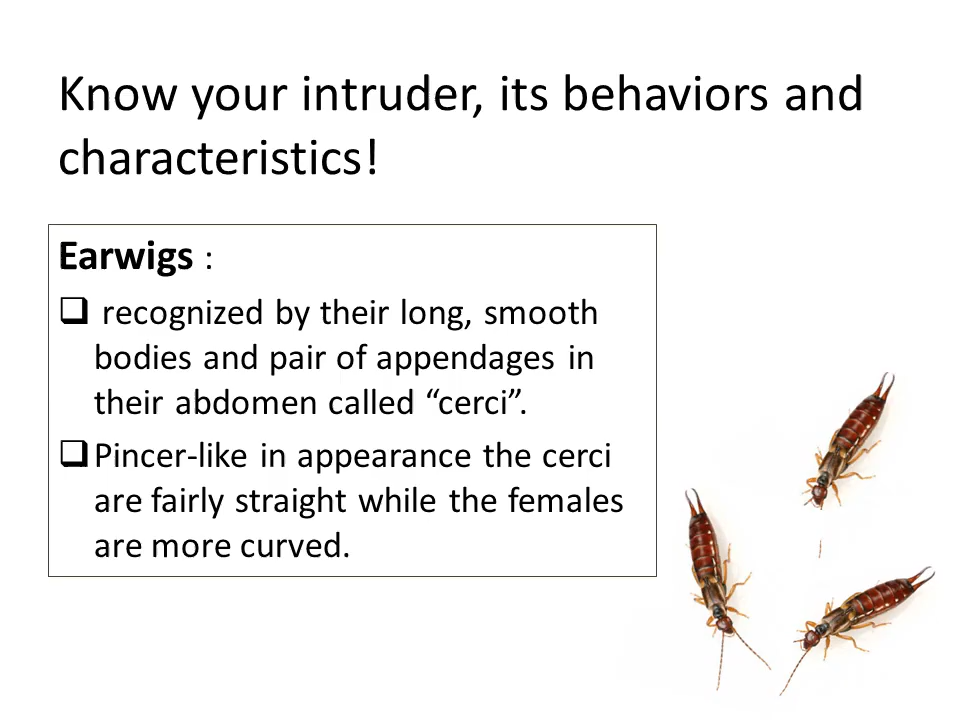 Know your intruder, its behaviors and
characteristics!
Earwigs :
❑ recognized by their long, smooth
bodies and pair of appendages in
their abdomen called “cerci”.
❑Pincer-like in appearance the cerci
are fairly straight while the females
are more curved.